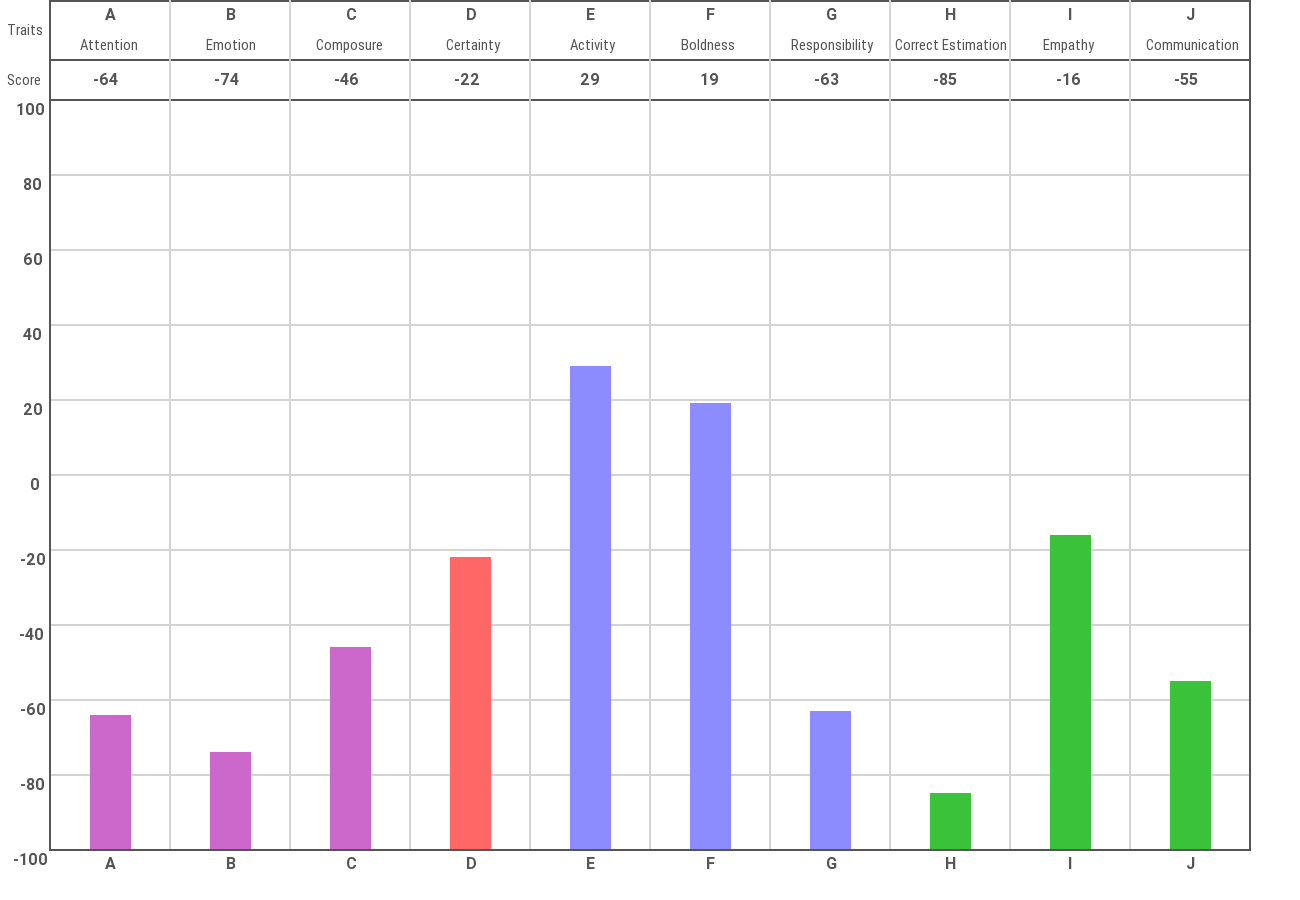 A B C D E F G H I J
Traits
Attention Emotion Composure Certainty Activity Boldness Responsibility Correct Estimation Empathy Communication
Score -64 -74 -46 -22 29 19 -63 -85 -16 -55
100
80
60
40
20
0
-20
-40
-60
-80
-100
A B C D E F G H I J